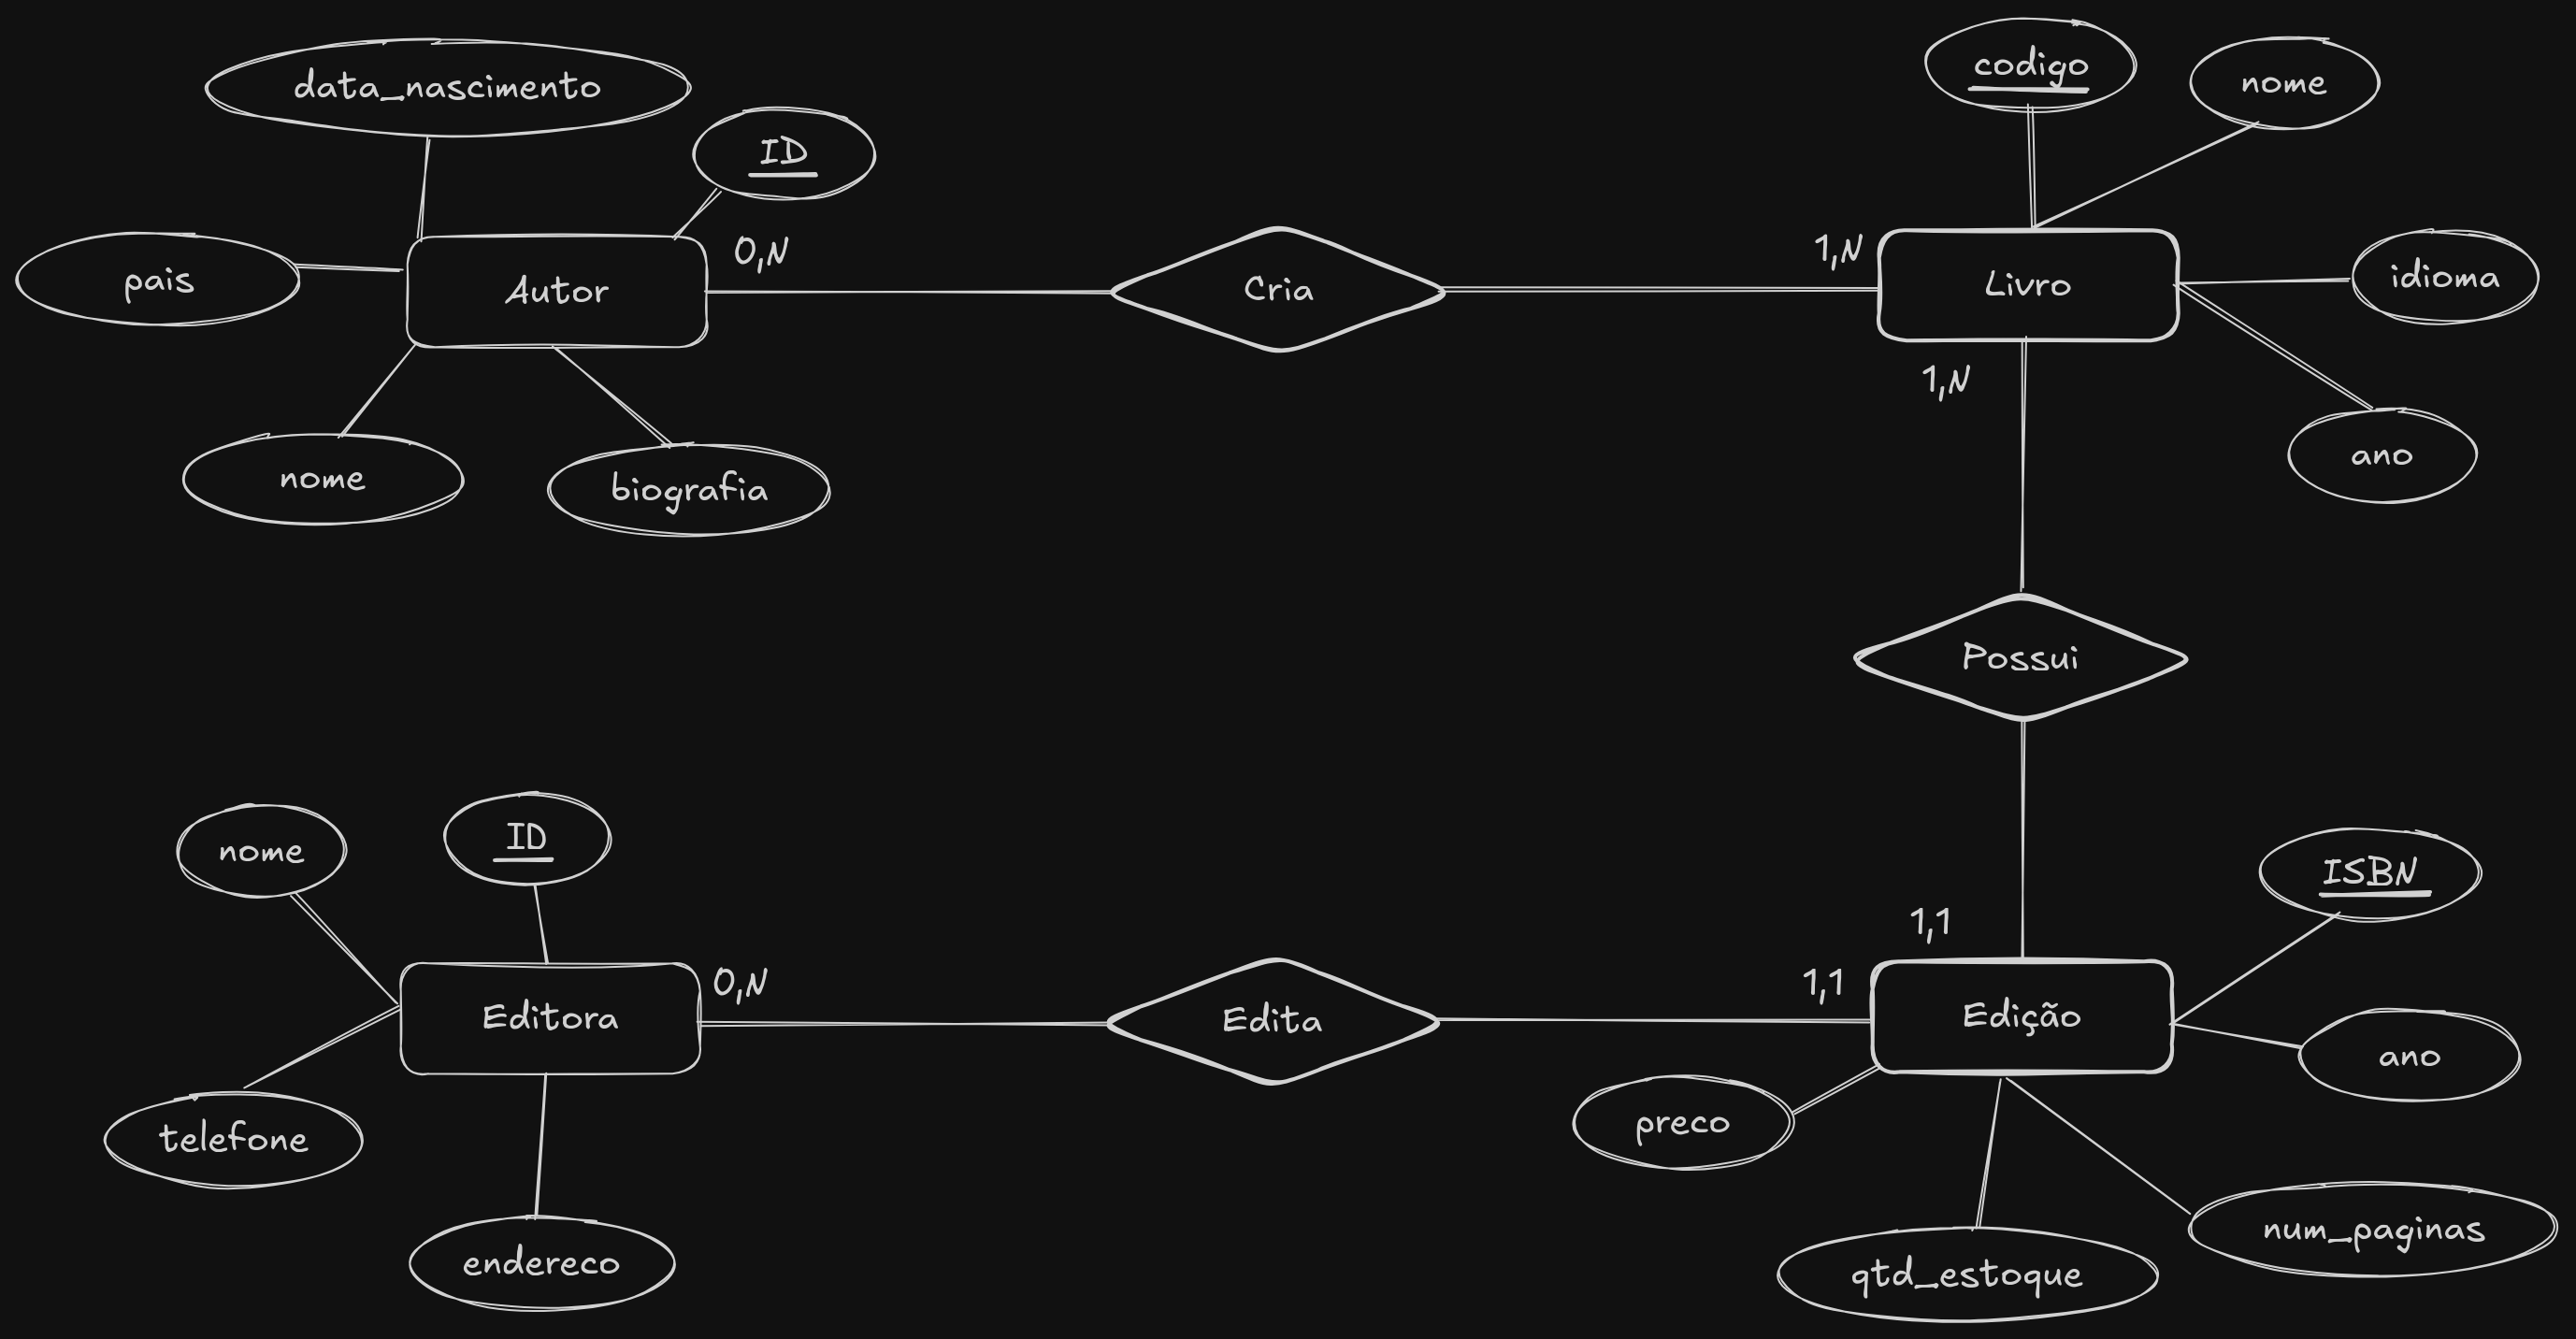 codigo
nome
data_nascimento
ID
0,N
1,N
pais
Autor
Cria
Livro
idioma
1,N
ano
nome
biografia
Possui
nome
ID
ISBN
1,1
0,N
1,1
Editora
Edita
Edição
ano
preco
telefone
num_paginas
endereco
qtd_estoque